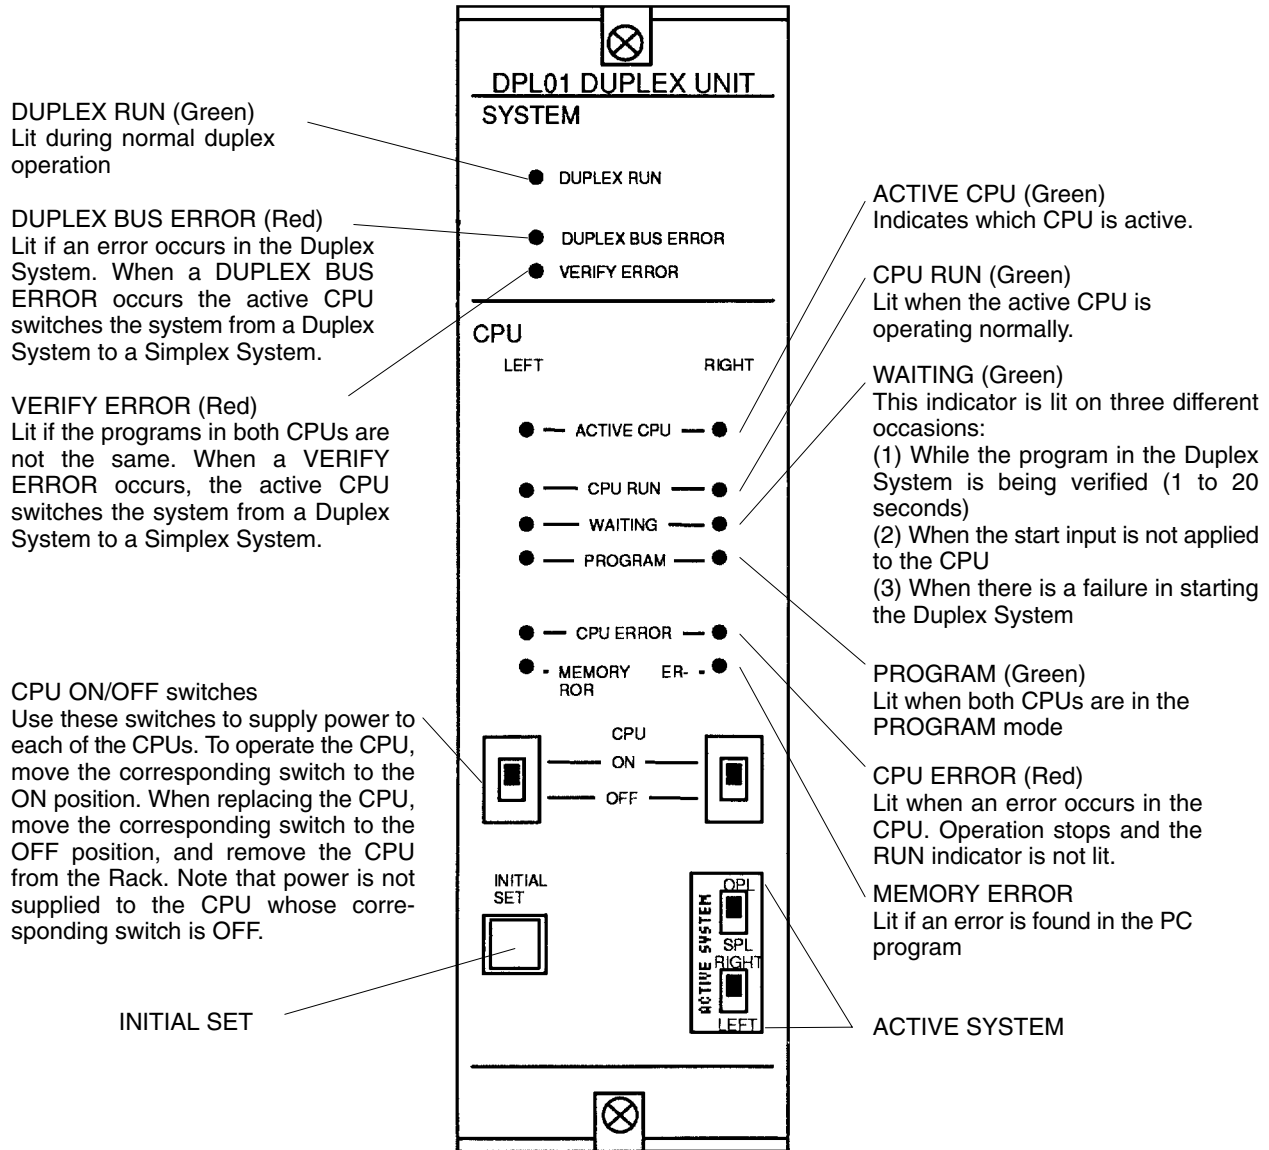 DPL01 DUPLEX UNIT
SYSTEM
DUPLEX RUN
DUPLEX BUS ERROR
VERIFY ERROR
CPU
LEFT RIGHT
ACTIVE CPU
CPU RUN
WAITING
PROGRAM
CPU ERROR
MEMORY ER-
ROR
CPU
ON
OFF
INITIAL
SET
ACTIVE SYSTEM
DPL
SPL
RIGHT
LEFT
DUPLEX RUN (Green)
Lit during normal duplex
operation
DUPLEX BUS ERROR (Red)
Lit if an error occurs in the Duplex
System. When a DUPLEX BUS
ERROR occurs the active CPU
switches the system from a Duplex
System to a Simplex System.
VERIFY ERROR (Red)
Lit if the programs in both CPUs are
not the same. When a VERIFY
ERROR occurs, the active CPU
switches the system from a Duplex
System to a Simplex System.
CPU ON/OFF switches
Use these switches to supply power to
each of the CPUs. To operate the CPU,
move the corresponding switch to the
ON position. When replacing the CPU,
move the corresponding switch to the
OFF position, and remove the CPU
from the Rack. Note that power is not
supplied to the CPU whose corre-
sponding switch is OFF.
INITIAL SET
ACTIVE CPU (Green)
Indicates which CPU is active.
CPU RUN (Green)
Lit when the active CPU is
operating normally.
WAITING (Green)
This indicator is lit on three different
occasions:
(1) While the program in the Duplex
System is being verified (1 to 20
seconds)
(2) When the start input is not applied
to the CPU
(3) When there is a failure in starting
the Duplex System
PROGRAM (Green)
Lit when both CPUs are in the
PROGRAM mode
CPU ERROR (Red)
Lit when an error occurs in the
CPU. Operation stops and the
RUN indicator is not lit.
MEMORY ERROR
Lit if an error is found in the PC
program
ACTIVE SYSTEM